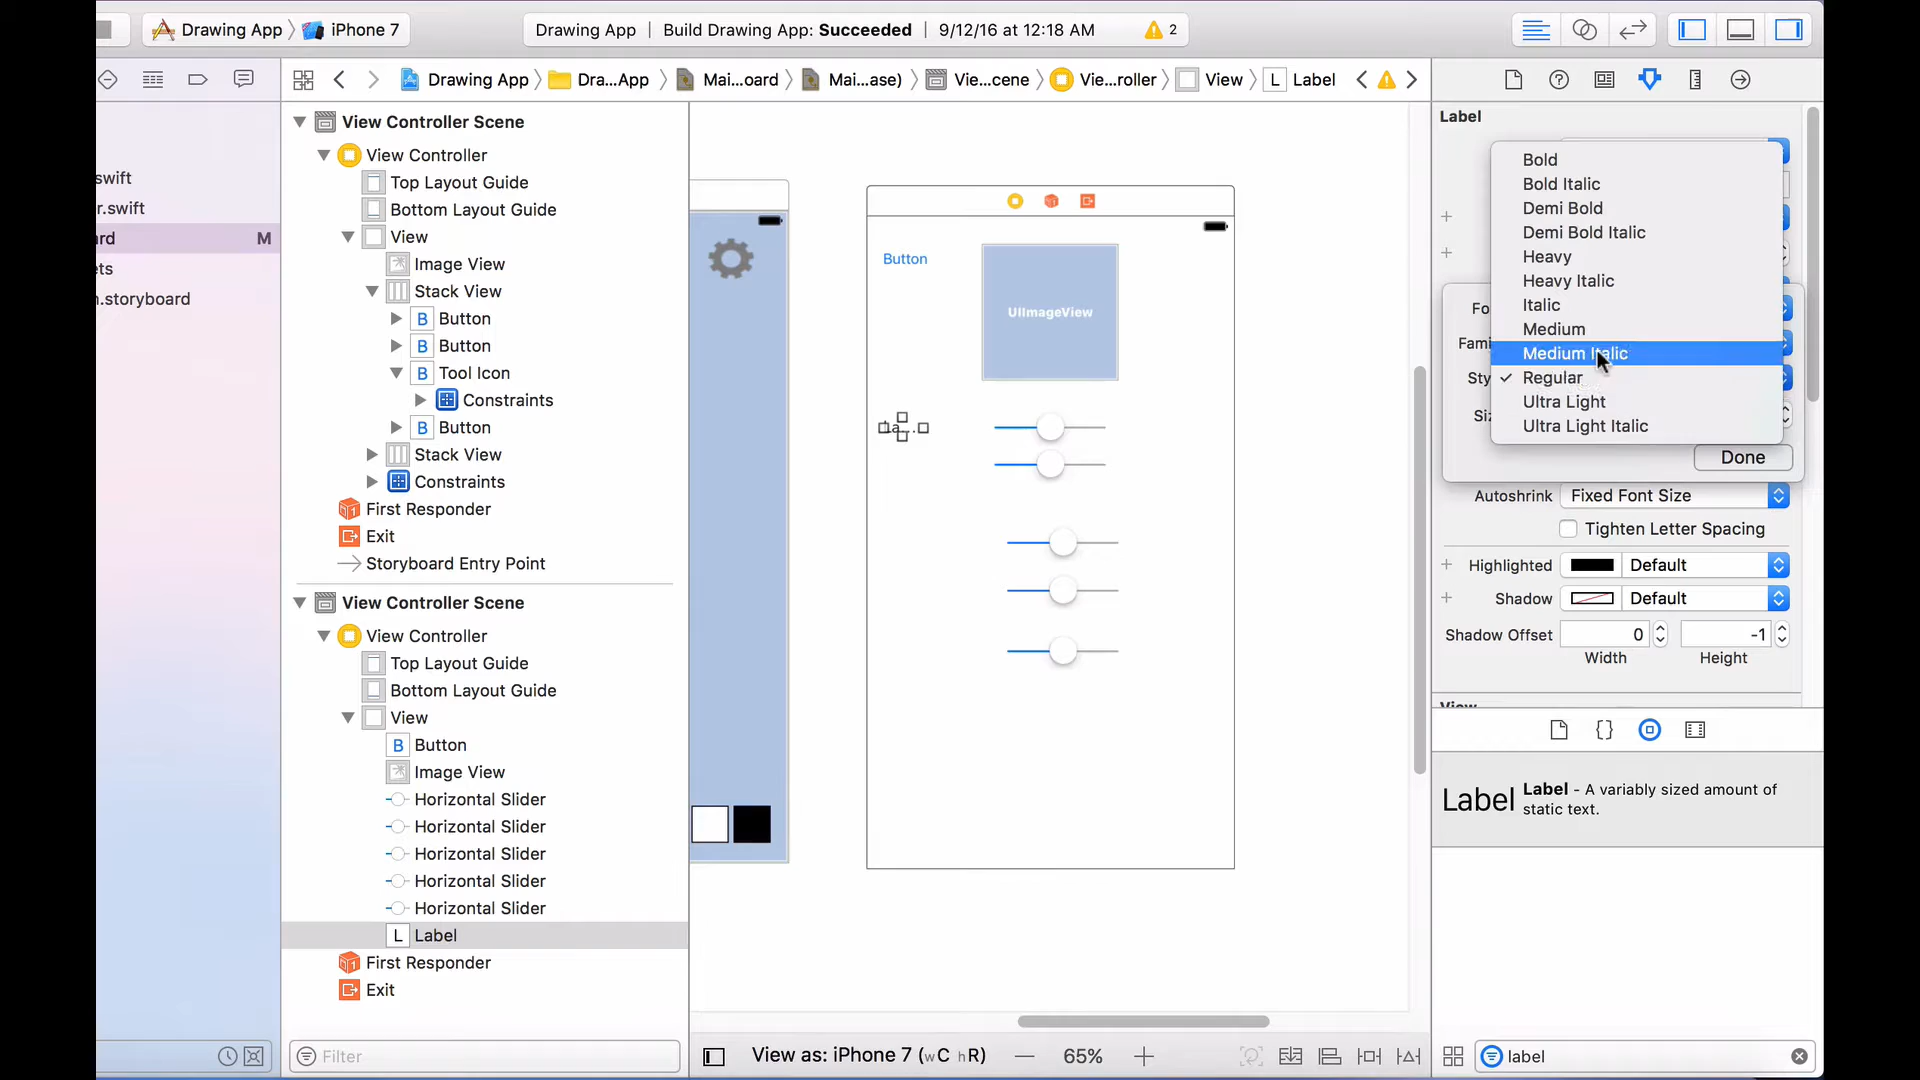 Drawing App
iPhone 7
Drawing App
Build Drawing App: Succeeded
9/12/16 at 12:18 AM
2
Drawing App
Dra...App
Mai...oard
Mai...ase)
Vie...cene
Vie...roller
View
L Label
swift
r.swift
rd
M
ets
n.storyboard
View Controller Scene
View Controller
Top Layout Guide
Bottom Layout Guide
View
Image View
Stack View
B Button
B Button
B Tool Icon
Constraints
B Button
Stack View
Constraints
First Responder
Exit
Storyboard Entry Point
View Controller Scene
View Controller
Top Layout Guide
Bottom Layout Guide
View
B Button
Image View
Horizontal Slider
Horizontal Slider
Horizontal Slider
Horizontal Slider
Horizontal Slider
L Label
First Responder
Exit
Filter
Button
UIImageView
View as: iPhone 7 (wC hR)
65%
Label
Bold
Bold Italic
Demi Bold
Demi Bold Italic
Heavy
Heavy Italic
Italic
Medium
Medium Italic
Regular
Ultra Light
Ultra Light Italic
Fo
Fami
Sty
Siz
Done
Autoshrink Fixed Font Size
Tighten Letter Spacing
Highlighted Default
Shadow Default
Shadow Offset 0 -1
Width Height
View
Label
Label - A variably sized amount of
static text.
label